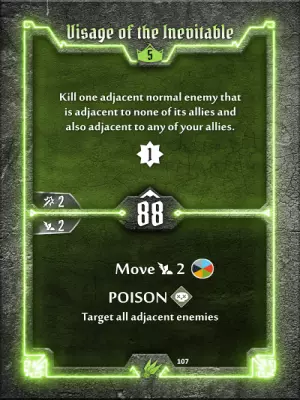 Visage of the Inevitable
5
Kill one adjacent normal enemy that
is adjacent to none of its allies and
also adjacent to any of your allies.
1
2
88
2
Move 2
POISON
Target all adjacent enemies
107